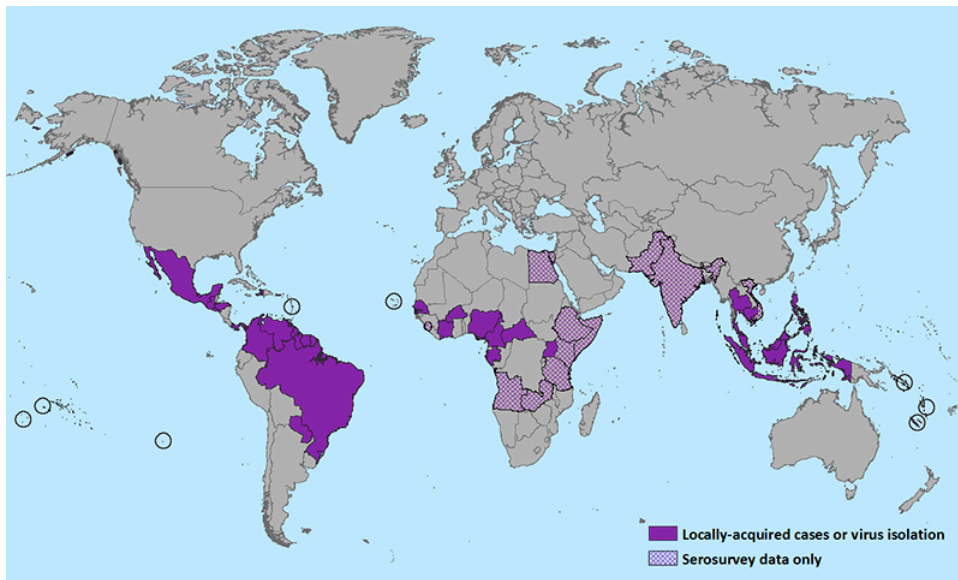 Locally-acquired cases or virus isolation
Serosurvey data only